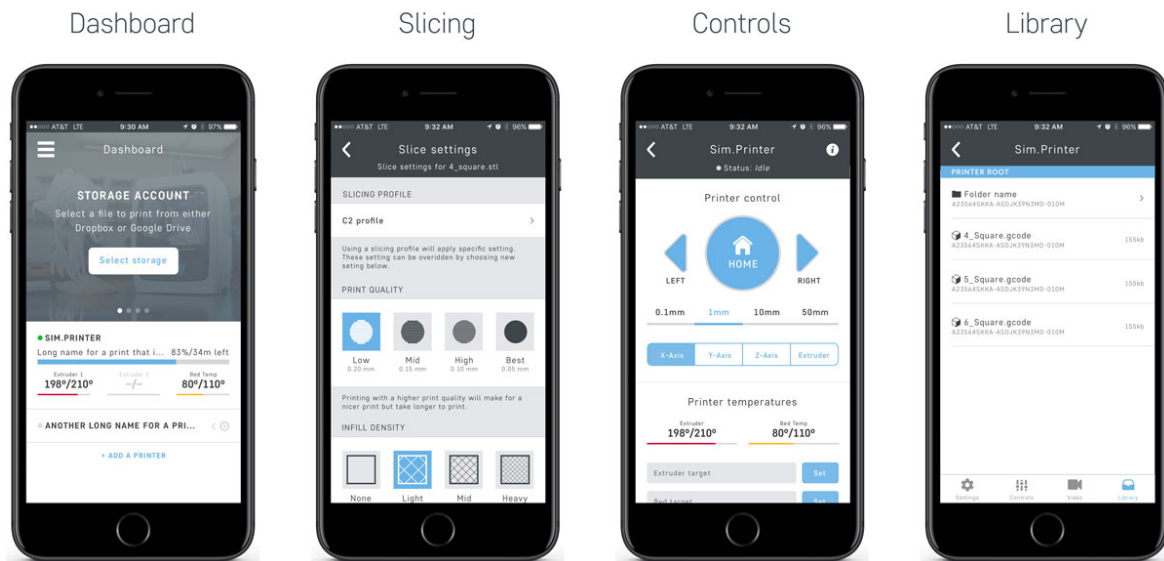 Dashboard
Slicing
Controls
Library
AT&T LTE 9:30 AM 97%
Dashboard
STORAGE ACCOUNT
Select a file to print from either
Dropbox or Google Drive
Select storage
SIM.PRINTER
Long name for a print that i... 83%/34m left
Extruder 1 Extruder 2 Bed Temp
198º/210º -/- 80º/110º
ANOTHER LONG NAME FOR A PRI...
+ ADD A PRINTER
AT&T LTE 9:32 AM 96%
Slice settings
Slice settings for 4_square.stl
SLICING PROFILE
C2 profile
Using a slicing profile will apply specific setting.
These setting can be overidden by choosing new
seting below.
PRINT QUALITY
Low Mid High Best
0.20 mm 0.15 mm 0.10 mm 0.05 mm
Printing with a higher print quality will make for a
nicer print but take longer to print.
INFILL DENSITY
None Light Mid Heavy
AT&T LTE 9:32 AM 96%
Sim.Printer
Status: Idle
Printer control
HOME
LEFT RIGHT
0.1mm 1mm 10mm 50mm
X-Axis Y-Axis Z-Axis Extruder
Printer temperatures
Extruder Bed Temp
198º/210º 80º/110º
Extruder target Set
Bed target Set
AT&T LTE 9:32 AM 96%
Sim.Printer
PRINTER ROOT
Folder name
A23564SKKA-ASDJK39N3MD-010M
4_Square.gcode 155kb
A23564SKKA-ASDJK39N3MD-010M
5_Square.gcode 155kb
A23564SKKA-ASDJK39N3MD-010M
6_Square.gcode 155kb
A23564SKKA-ASDJK39N3MD-010M
Settings Controls Video Library